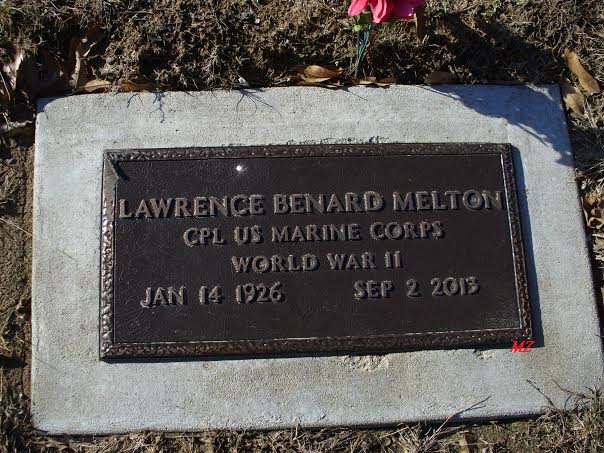 LAWRENCE BENARD MELTON
CPL US MARINE CORPS
WORLD WAR II
JAN 14 1926 SEP 2 2013
MZ